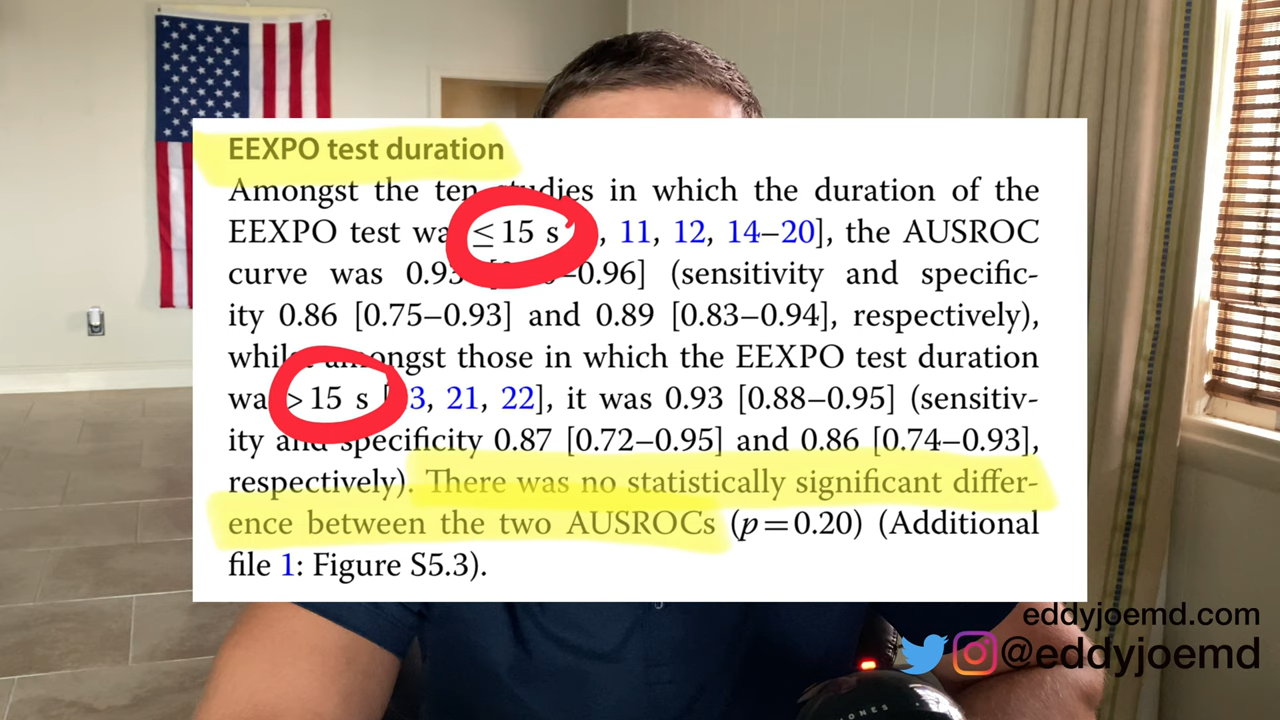 EEXPO test duration
Amongst the ten studies in which the duration of the
EEXPO test wa ≤ 15 s , 11, 12, 14–20], the AUSROC
curve was 0.93 –0.96] (sensitivity and specific-
ity 0.86 [0.75–0.93] and 0.89 [0.83–0.94], respectively),
while amongst those in which the EEXPO test duration
wa > 15 s 3, 21, 22], it was 0.93 [0.88–0.95] (sensitiv-
ity and specificity 0.87 [0.72–0.95] and 0.86 [0.74–0.93],
respectively). There was no statistically significant differ-
ence between the two AUSROCs (p = 0.20) (Additional
file 1: Figure S5.3).
eddyjoemd.com
@eddyjoemd